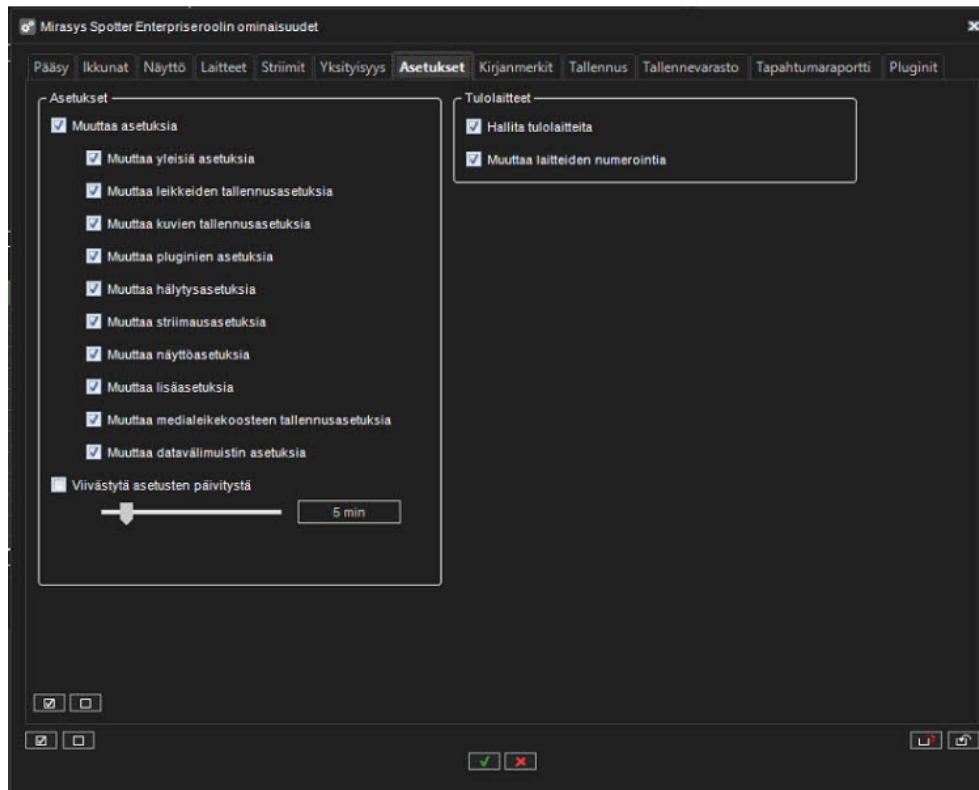 Mirasys Spotter Enterpriseroolin ominaisuudet
Pääsy Ikkunat Näyttö Laitteet Striimit Yksityisyys Asetukset Kirjanmerkit Tallennus Tallennevarasto Tapahtumaraportti Pluginit
Asetukset
Muuttaa asetuksia
Muuttaa yleisiä asetuksia
Muuttaa leikkeiden tallennusasetuksia
Muuttaa kuvien tallennusasetuksia
Muuttaa pluginien asetuksia
Muuttaa hälytysasetuksia
Muuttaa striimausasetuksia
Muuttaa näyttöasetuksia
Muuttaa lisäasetuksia
Muuttaa medialeikekoosteen tallennusasetuksia
Muuttaa datavälimuistin asetuksia
Viivästytä asetusten päivitystä
5 min
Tulolaitteet
Hallita tulolaitteita
Muuttaa laitteiden numerointia